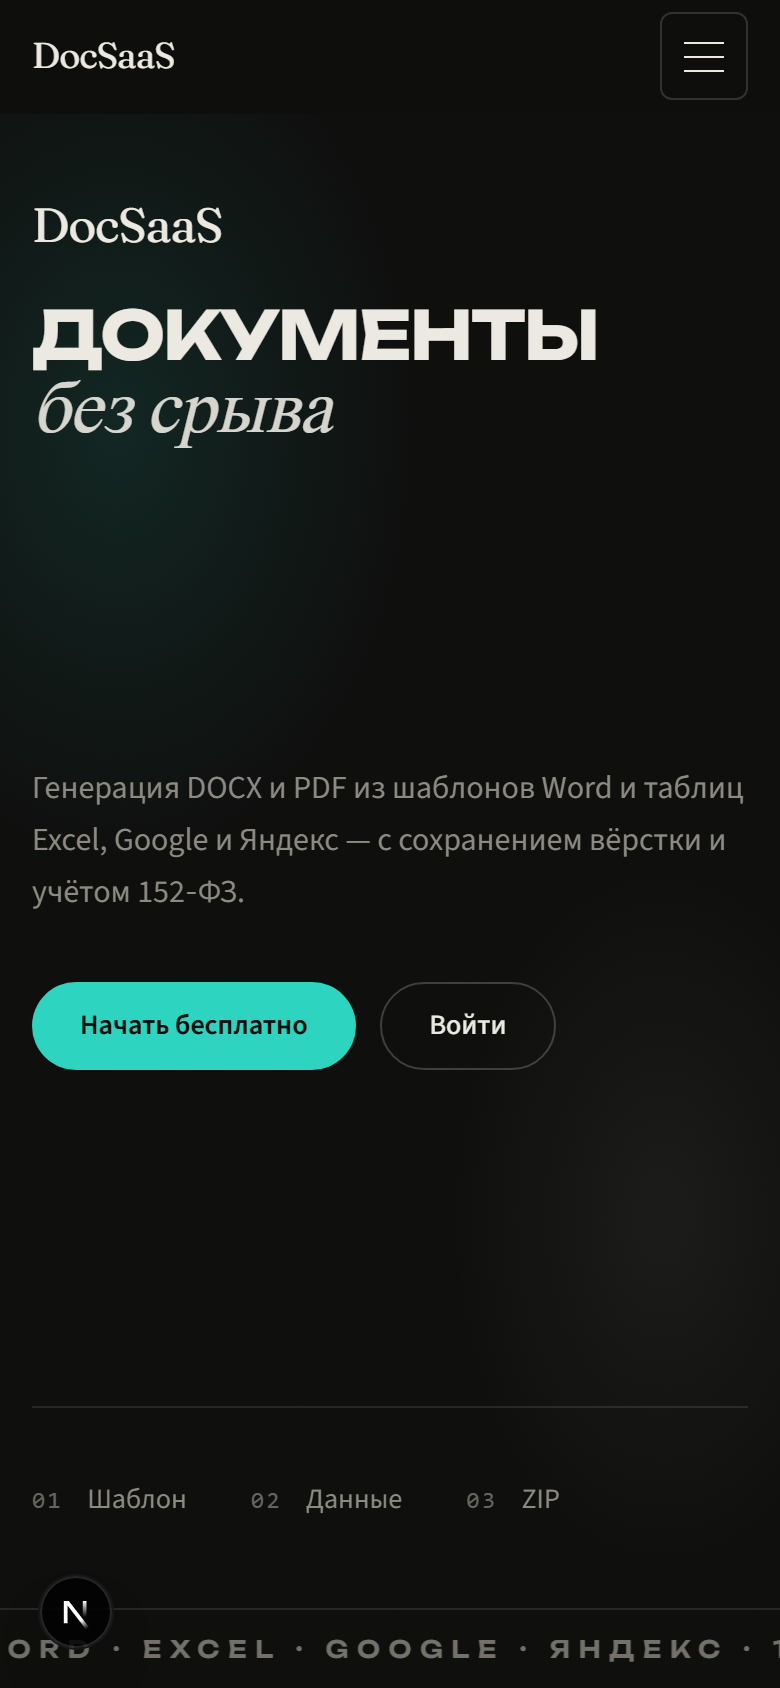 DocSaaS
DocSaaS
ДОКУМЕНТЫ
без срыва
Генерация DOCX и PDF из шаблонов Word и таблиц
Excel, Google и Яндекс — с сохранением вёрстки и
учётом 152-ФЗ.
Начать бесплатно
Войти
01 Шаблон 02 Данные 03 ZIP
N
ORD · EXCEL · GOOGLE · ЯНДЕКС · 1